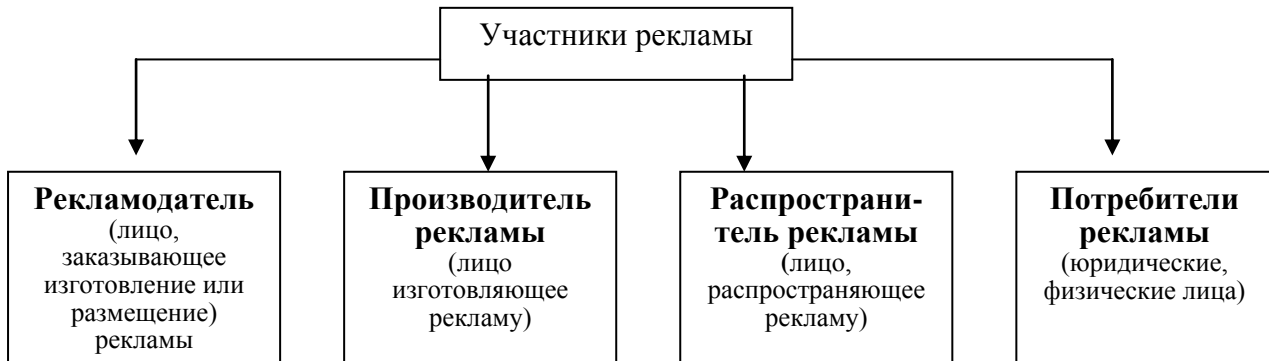 Участники рекламы
Рекламодатель
(лицо,
заказывающее
изготовление или
размещение)
рекламы
Производитель
рекламы
(лицо
изготовляющее
рекламу)
Распространи-
тель рекламы
(лицо,
распространяющее
рекламу)
Потребители
рекламы
(юридические,
физические лица)